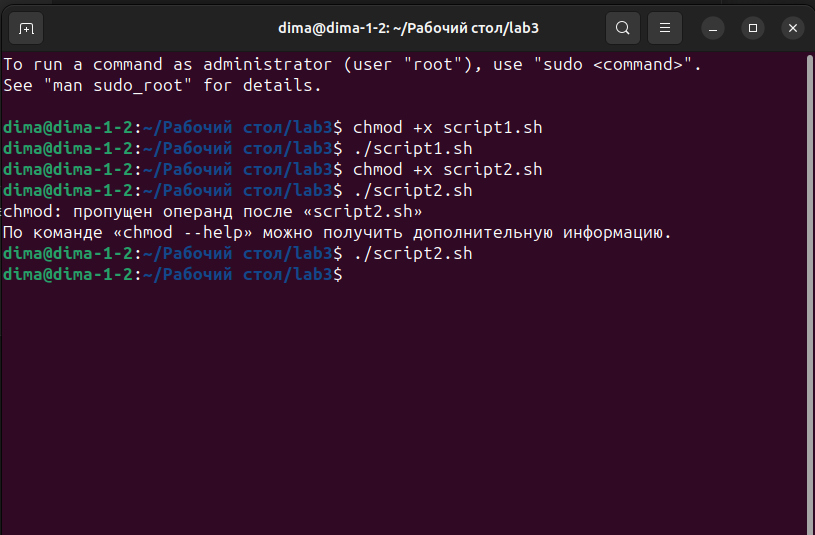 dima@dima-1-2: ~/Рабочий стол/lab3
To run a command as administrator (user "root"), use "sudo <command>".
See "man sudo_root" for details.
dima@dima-1-2:~/Рабочий стол/lab3$ chmod +x script1.sh
dima@dima-1-2:~/Рабочий стол/lab3$ ./script1.sh
dima@dima-1-2:~/Рабочий стол/lab3$ chmod +x script2.sh
dima@dima-1-2:~/Рабочий стол/lab3$ ./script2.sh
chmod: пропущен операнд после «script2.sh»
По команде «chmod --help» можно получить дополнительную информацию.
dima@dima-1-2:~/Рабочий стол/lab3$ ./script2.sh
dima@dima-1-2:~/Рабочий стол/lab3$